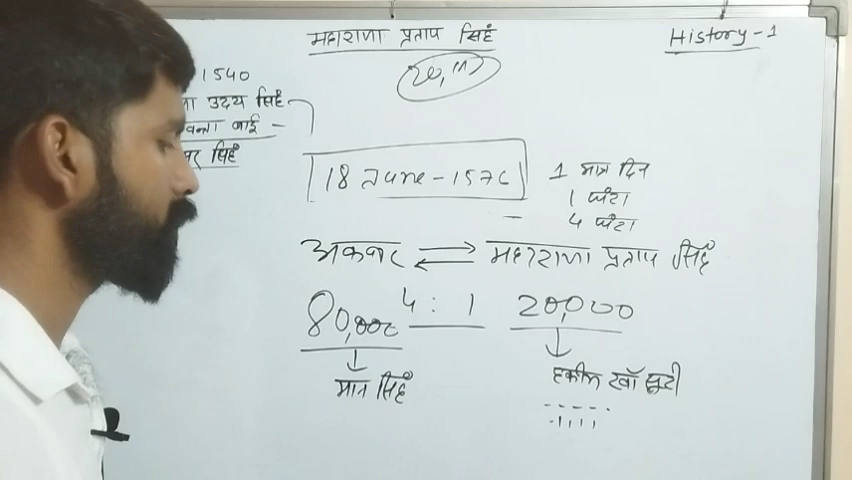 महाराणा प्रताप सिहं
History-1
1540
उदय सिहं
बाई -
सिहं
18 June-1576
1 मात्र दिन
1 घंटा
4 घंटा
अकबर महाराणा प्रताप सिहं
80,000 4 : 1 20,000
मान सिहं
हकीम खाँ सूरी